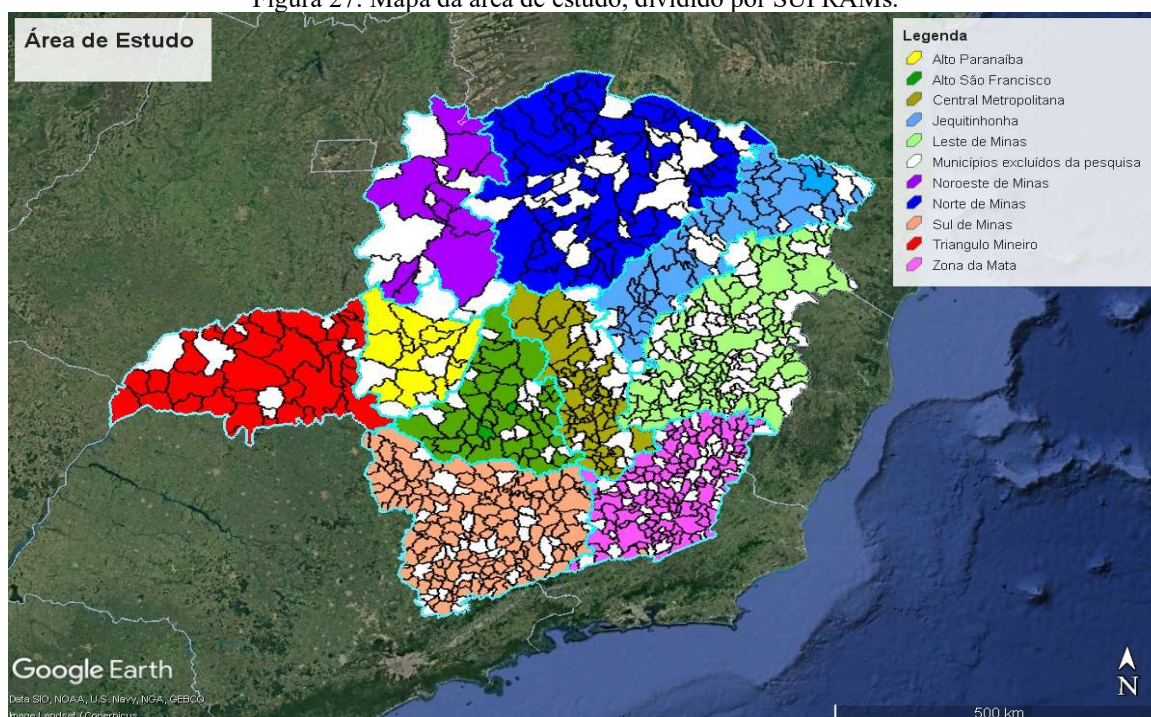 Figura 27: Mapa da área de estudo, dividido por SUPRAMs.
Área de Estudo
Legenda
Alto Paranaíba
Alto São Francisco
Central Metropolitana
Jequitinhonha
Leste de Minas
Municípios excluídos da pesquisa
Noroeste de Minas
Norte de Minas
Sul de Minas
Triangulo Mineiro
Zona da Mata
Google Earth
Data SIO, NOAA, U.S. Navy, NGA, GEBCO
Image Landsat / Copernicus
N
500 km